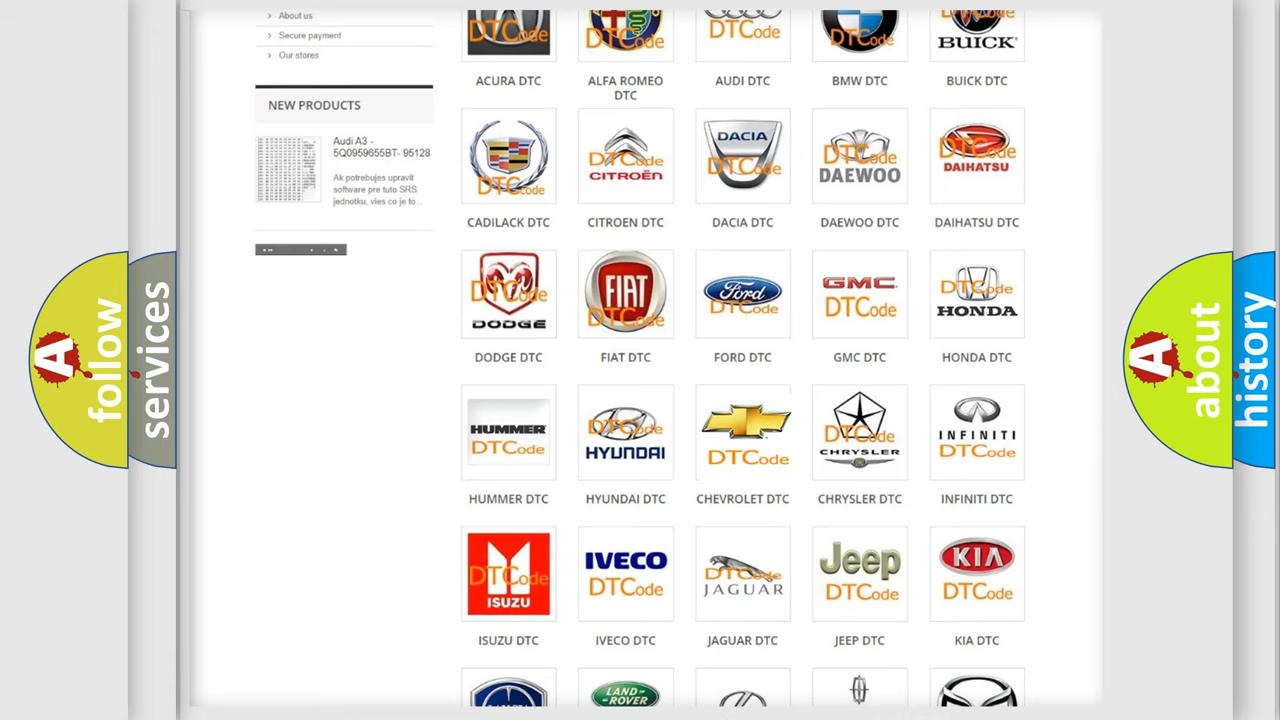 About us
Secure payment
Our stores
NEW PRODUCTS
Audi A3 -
5Q0959655BT- 95128
Ak potrebujes upravit
software pre tuto SRS
jednotku, vies co je to...
A
follow
services
A
about
history
DTCode
DTCode
DTCode
DTCode
BUICK
ACURA DTC
ALFA ROMEO
DTC
AUDI DTC
BMW DTC
BUICK DTC
DTCode
DTCode
CITROËN
DACIA
DTCode
DTCode
DAEWOO
DTCode
DAIHATSU
CADILACK DTC
CITROEN DTC
DACIA DTC
DAEWOO DTC
DAIHATSU DTC
DTCode
DODGE
FIAT
DTCode
Ford
DTCode
GMC
DTCode
DTCode
HONDA
DODGE DTC
FIAT DTC
FORD DTC
GMC DTC
HONDA DTC
HUMMER
DTCode
DTCode
HYUNDAI
DTCode
DTCode
CHRYSLER
INFINITI
DTCode
HUMMER DTC
HYUNDAI DTC
CHEVROLET DTC
CHRYSLER DTC
INFINITI DTC
DTCode
ISUZU
IVECO
DTCode
DTCode
JAGUAR
Jeep
DTCode
KIA
DTCode
ISUZU DTC
IVECO DTC
JAGUAR DTC
JEEP DTC
KIA DTC
LAND-
ROVER